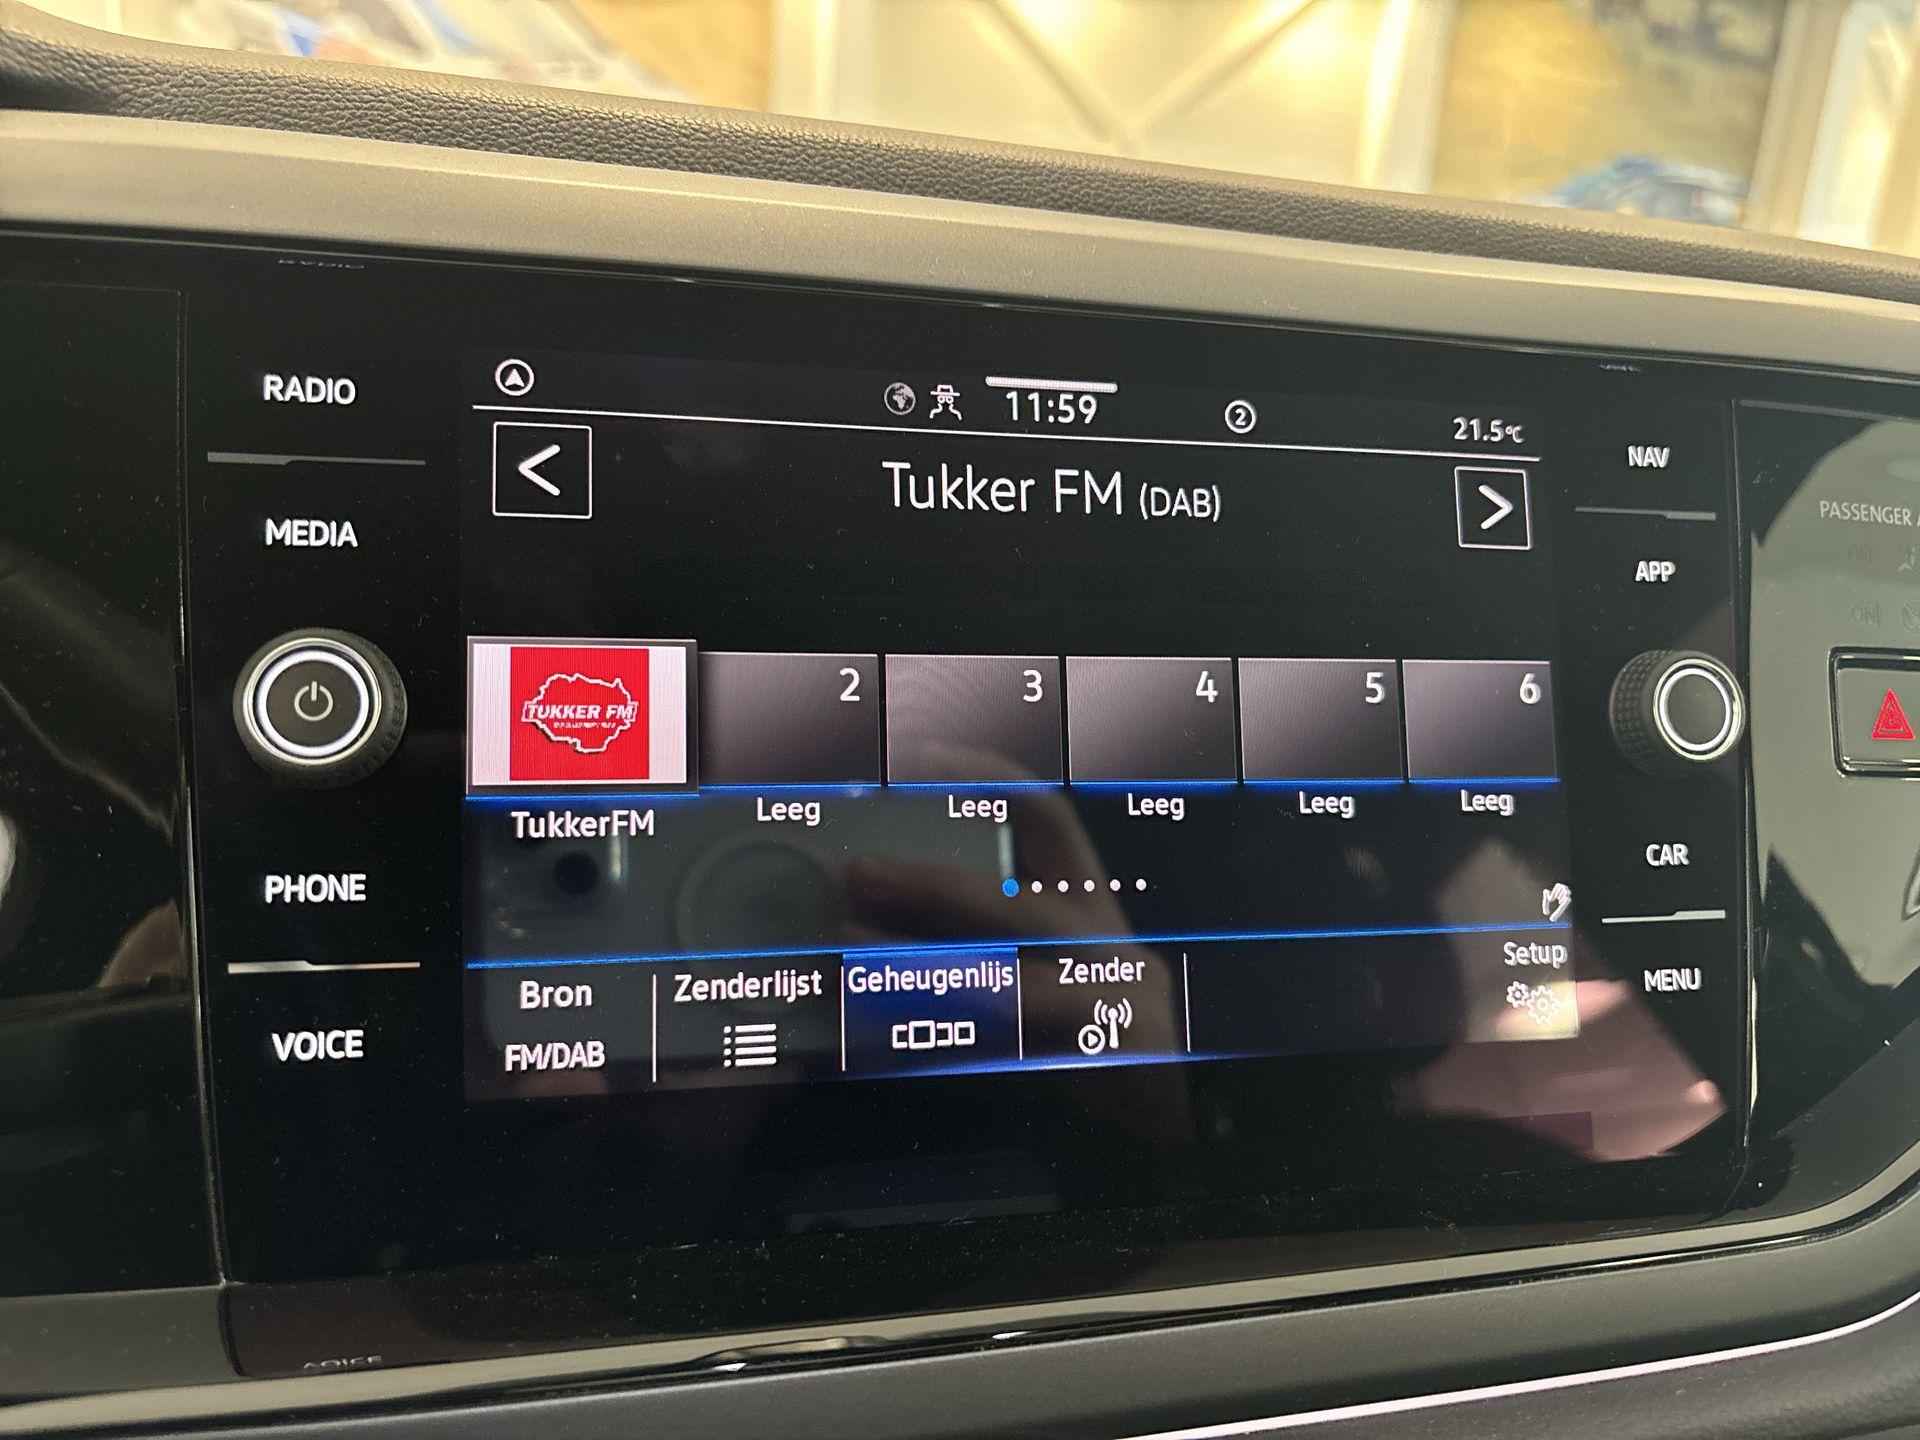 RADIO
MEDIA
PHONE
VOICE
11:59
2
21.5°C
<
Tukker FM (DAB)
>
TUKKER FM
2
3
4
5
6
TukkerFM
Leeg
Leeg
Leeg
Leeg
Leeg
Bron
FM/DAB
Zenderlijst
Geheugenlijs
Zender
Setup
NAV
APP
CAR
MENU
PASSENGER